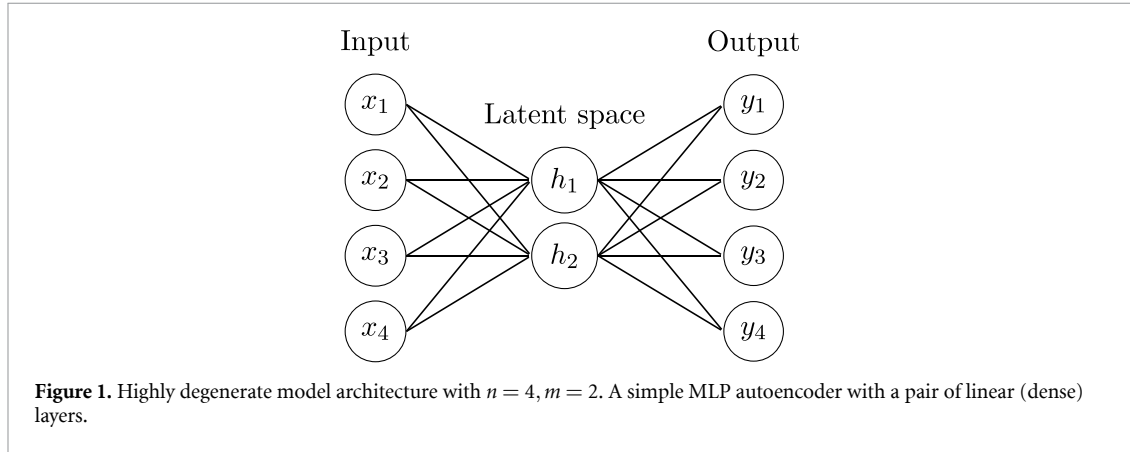 Input
Output
x₁
y₁
Latent space
x₂
h₁
y₂
x₃
h₂
y₃
x₄
y₄
Figure 1. Highly degenerate model architecture with n = 4, m = 2. A simple MLP autoencoder with a pair of linear (dense)
layers.